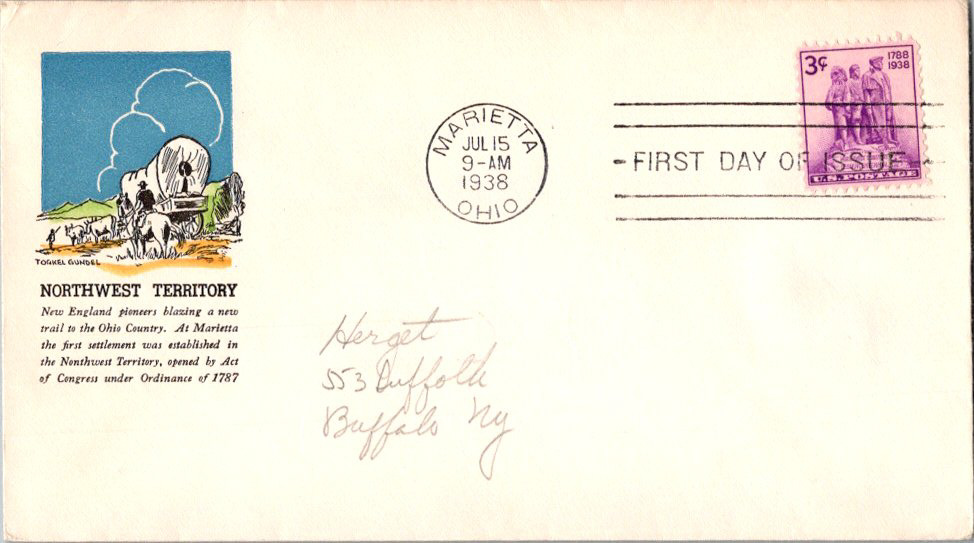 MARIETTA
JUL 15
9-AM
1938
OHIO
3¢
1788
1938
FIRST DAY OF ISSUE
U.S. POSTAGE
TORKEL GUNDEL
NORTHWEST TERRITORY
New England pioneers blazing a new
trail to the Ohio Country. At Marietta
the first settlement was established in
the Nonthwest Territory, opened by Act
of Congress under Ordinance of 1787
Herget
553 Suffolk
Buffalo Ny